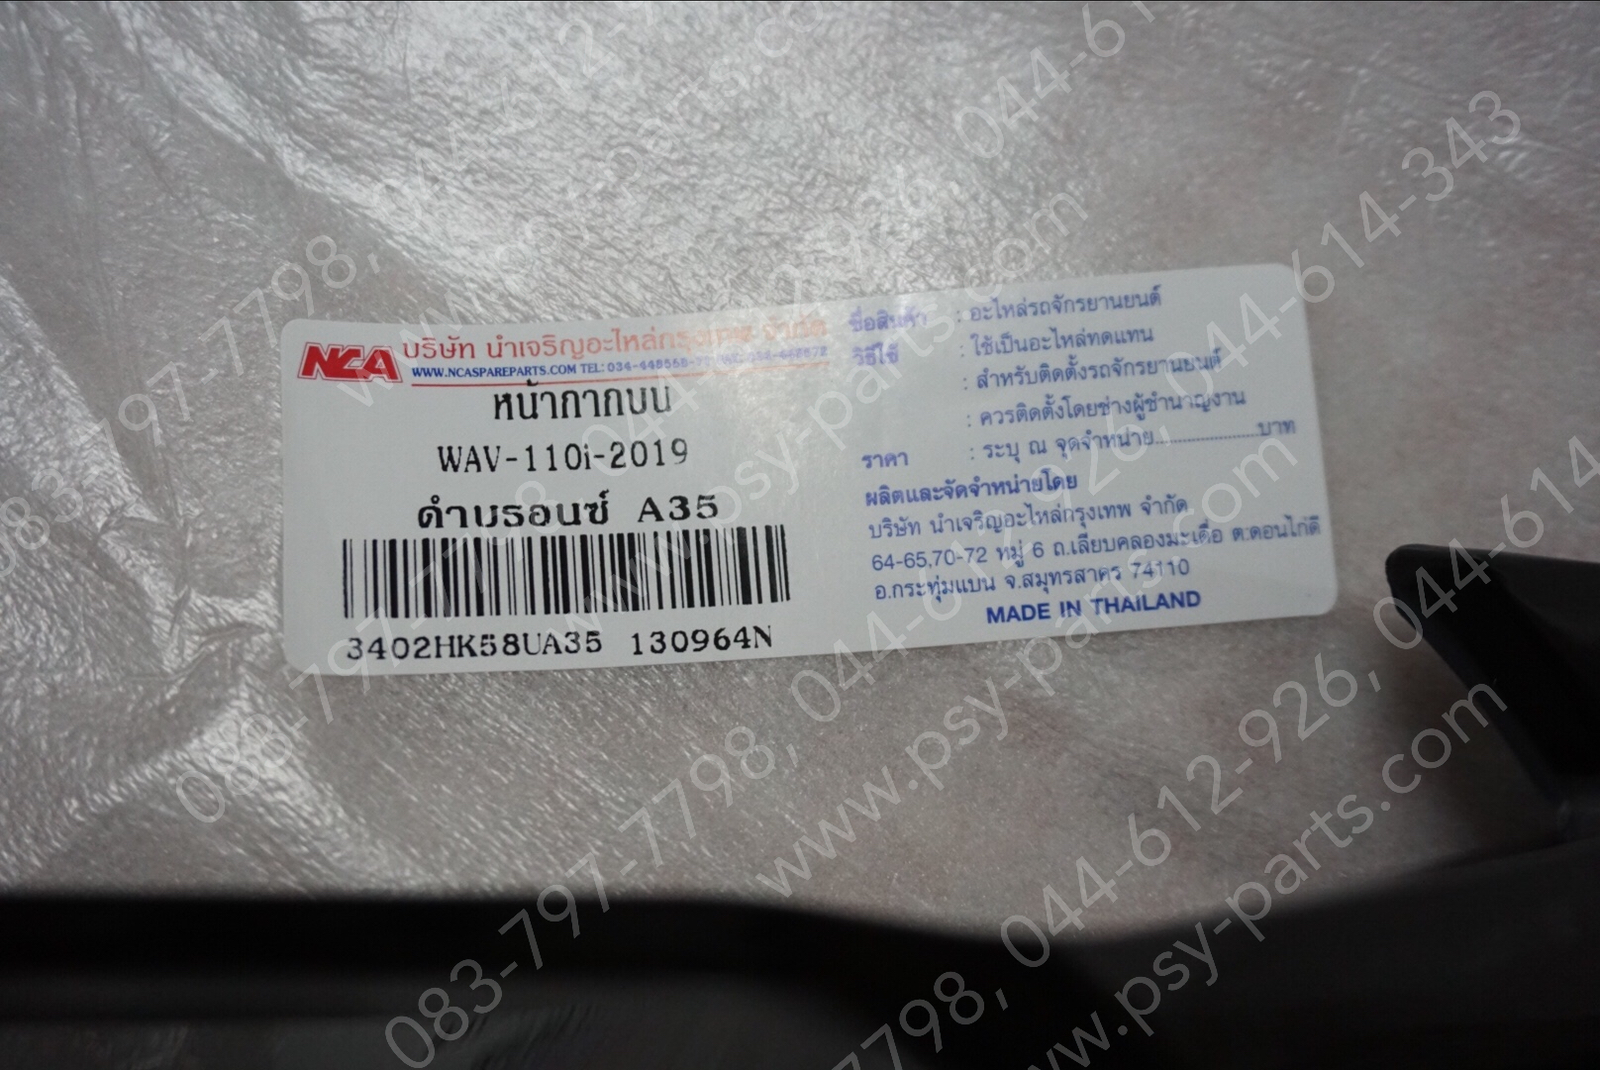 NCA
บริษัท นำเจริญอะไหล่กรุงเทพ จำกัด
WWW.NCASPAREPARTS.COM
หน้ากากบน
WAV-110i-2019
ดำบรอนซ์ A35
3402HK58UA35 130964N
ชื่อสินค้า : อะไหล่รถจักรยานยนต์
วิธีใช้ : ใช้เป็นอะไหล่ทดแทน
: สำหรับติดตั้งรถจักรยานยนต์
: ควรติดตั้งโดยช่างผู้ชำนาญงาน
ราคา : ระบุ ณ จุดจำหน่าย....................บาท
ผลิตและจัดจำหน่ายโดย
บริษัท นำเจริญอะไหล่กรุงเทพ จำกัด
64-65,70-72 หมู่ 6 ถ.เลียบคลองมะเดื่อ ต.ดอนไก่ดี
อ.กระทุ่มแบน จ.สมุทรสาคร 74110
MADE IN THAILAND
083-797-7798, 044-612-926, 044-614-343
www.psy-parts.com